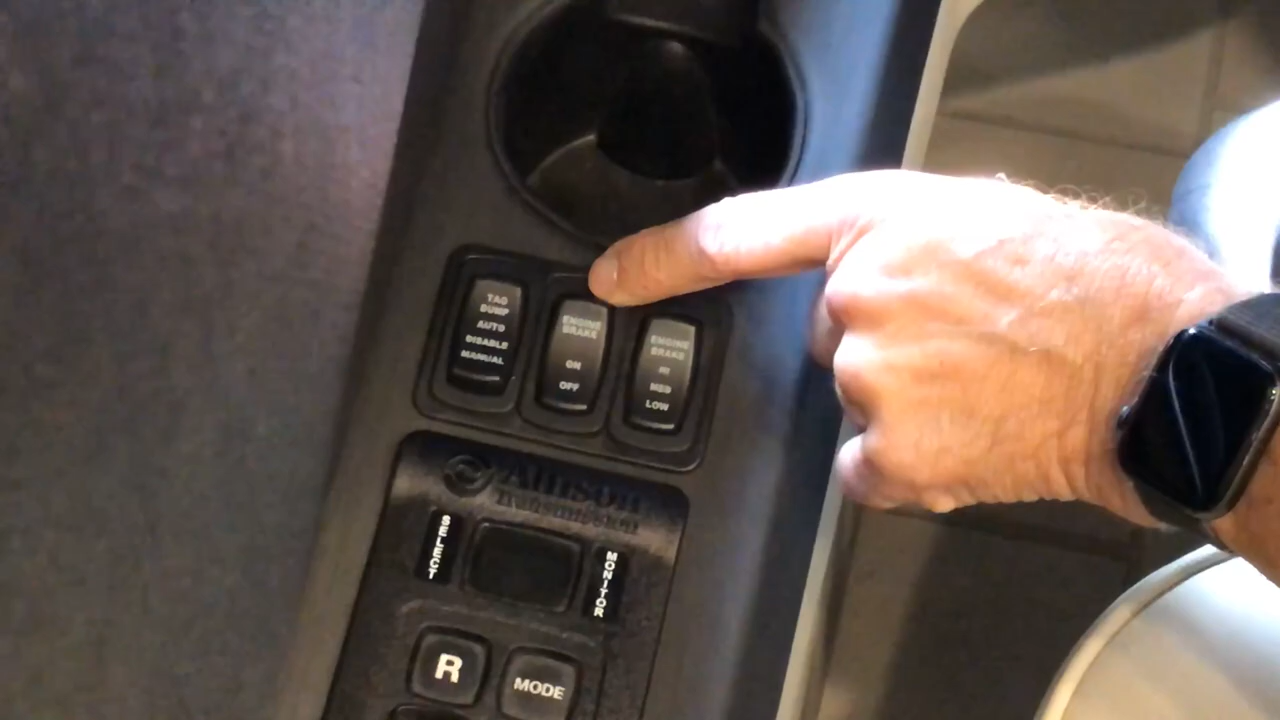 TAG
DUMP
AUTO
DISABLE
MANUAL
ENGINE
BRAKE
ON
OFF
ENGINE
BRAKE
HI
MED
LOW
Allison
Transmission
SELECT
MONITOR
R
MODE